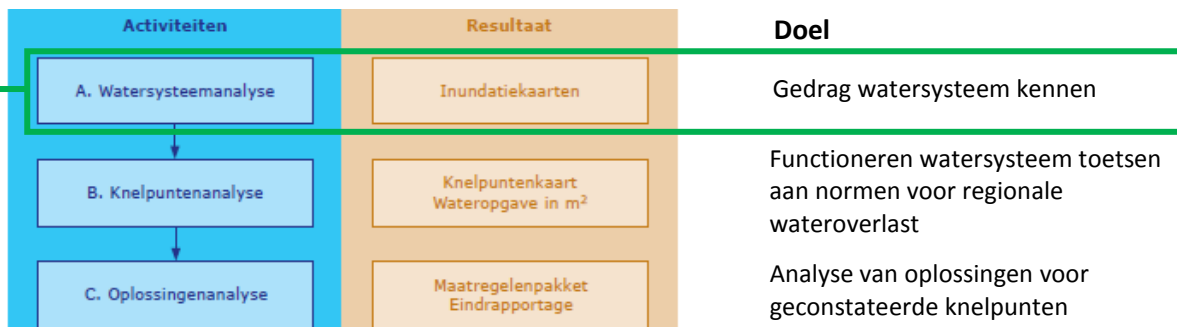 Activiteiten Resultaat Doel
A. Watersysteemanalyse Inundatiekaarten Gedrag watersysteem kennen
B. Knelpuntenanalyse
Knelpuntenkaart
Wateropgave in m²
Functioneren watersysteem toetsen
aan normen voor regionale
wateroverlast
C. Oplossingenanalyse
Maatregelenpakket
Eindrapportage
Analyse van oplossingen voor
geconstateerde knelpunten